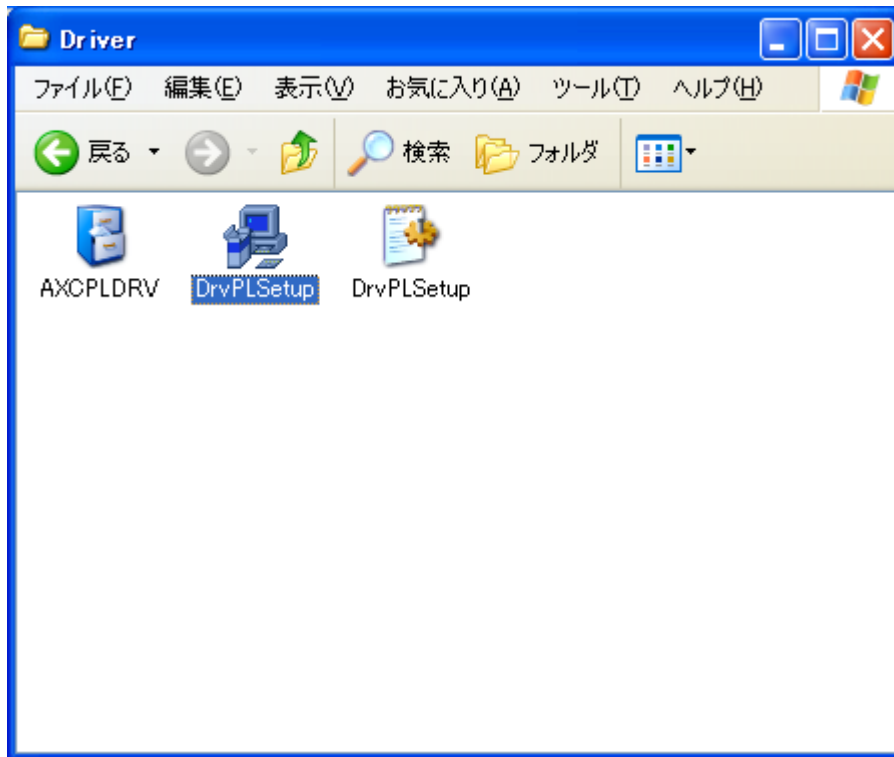 Driver
ファイル(F) 編集(E) 表示(V) お気に入り(A) ツール(T) ヘルプ(H)
戻る 検索 フォルダ
AXCPLDRV DrvPLSetup DrvPLSetup